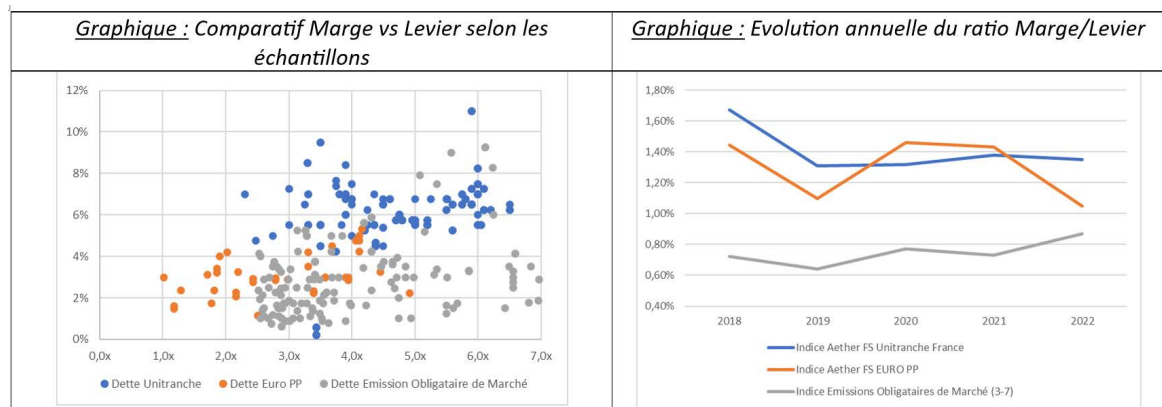 Graphique : Comparatif Marge vs Levier selon les
échantillons
Graphique : Evolution annuelle du ratio Marge/Levier
12%
10%
8%
6%
4%
2%
0%
0,0x 1,0x 2,0x 3,0x 4,0x 5,0x 6,0x 7,0x
Dette Unitranche Dette Euro PP Dette Emission Obligataire de Marché
1,80%
1,60%
1,40%
1,20%
1,00%
0,80%
0,60%
0,40%
2018 2019 2020 2021 2022
Indice Aether FS Unitranche France
Indice Aether FS EURO PP
Indice Emissions Obligataires de Marché (3-7)